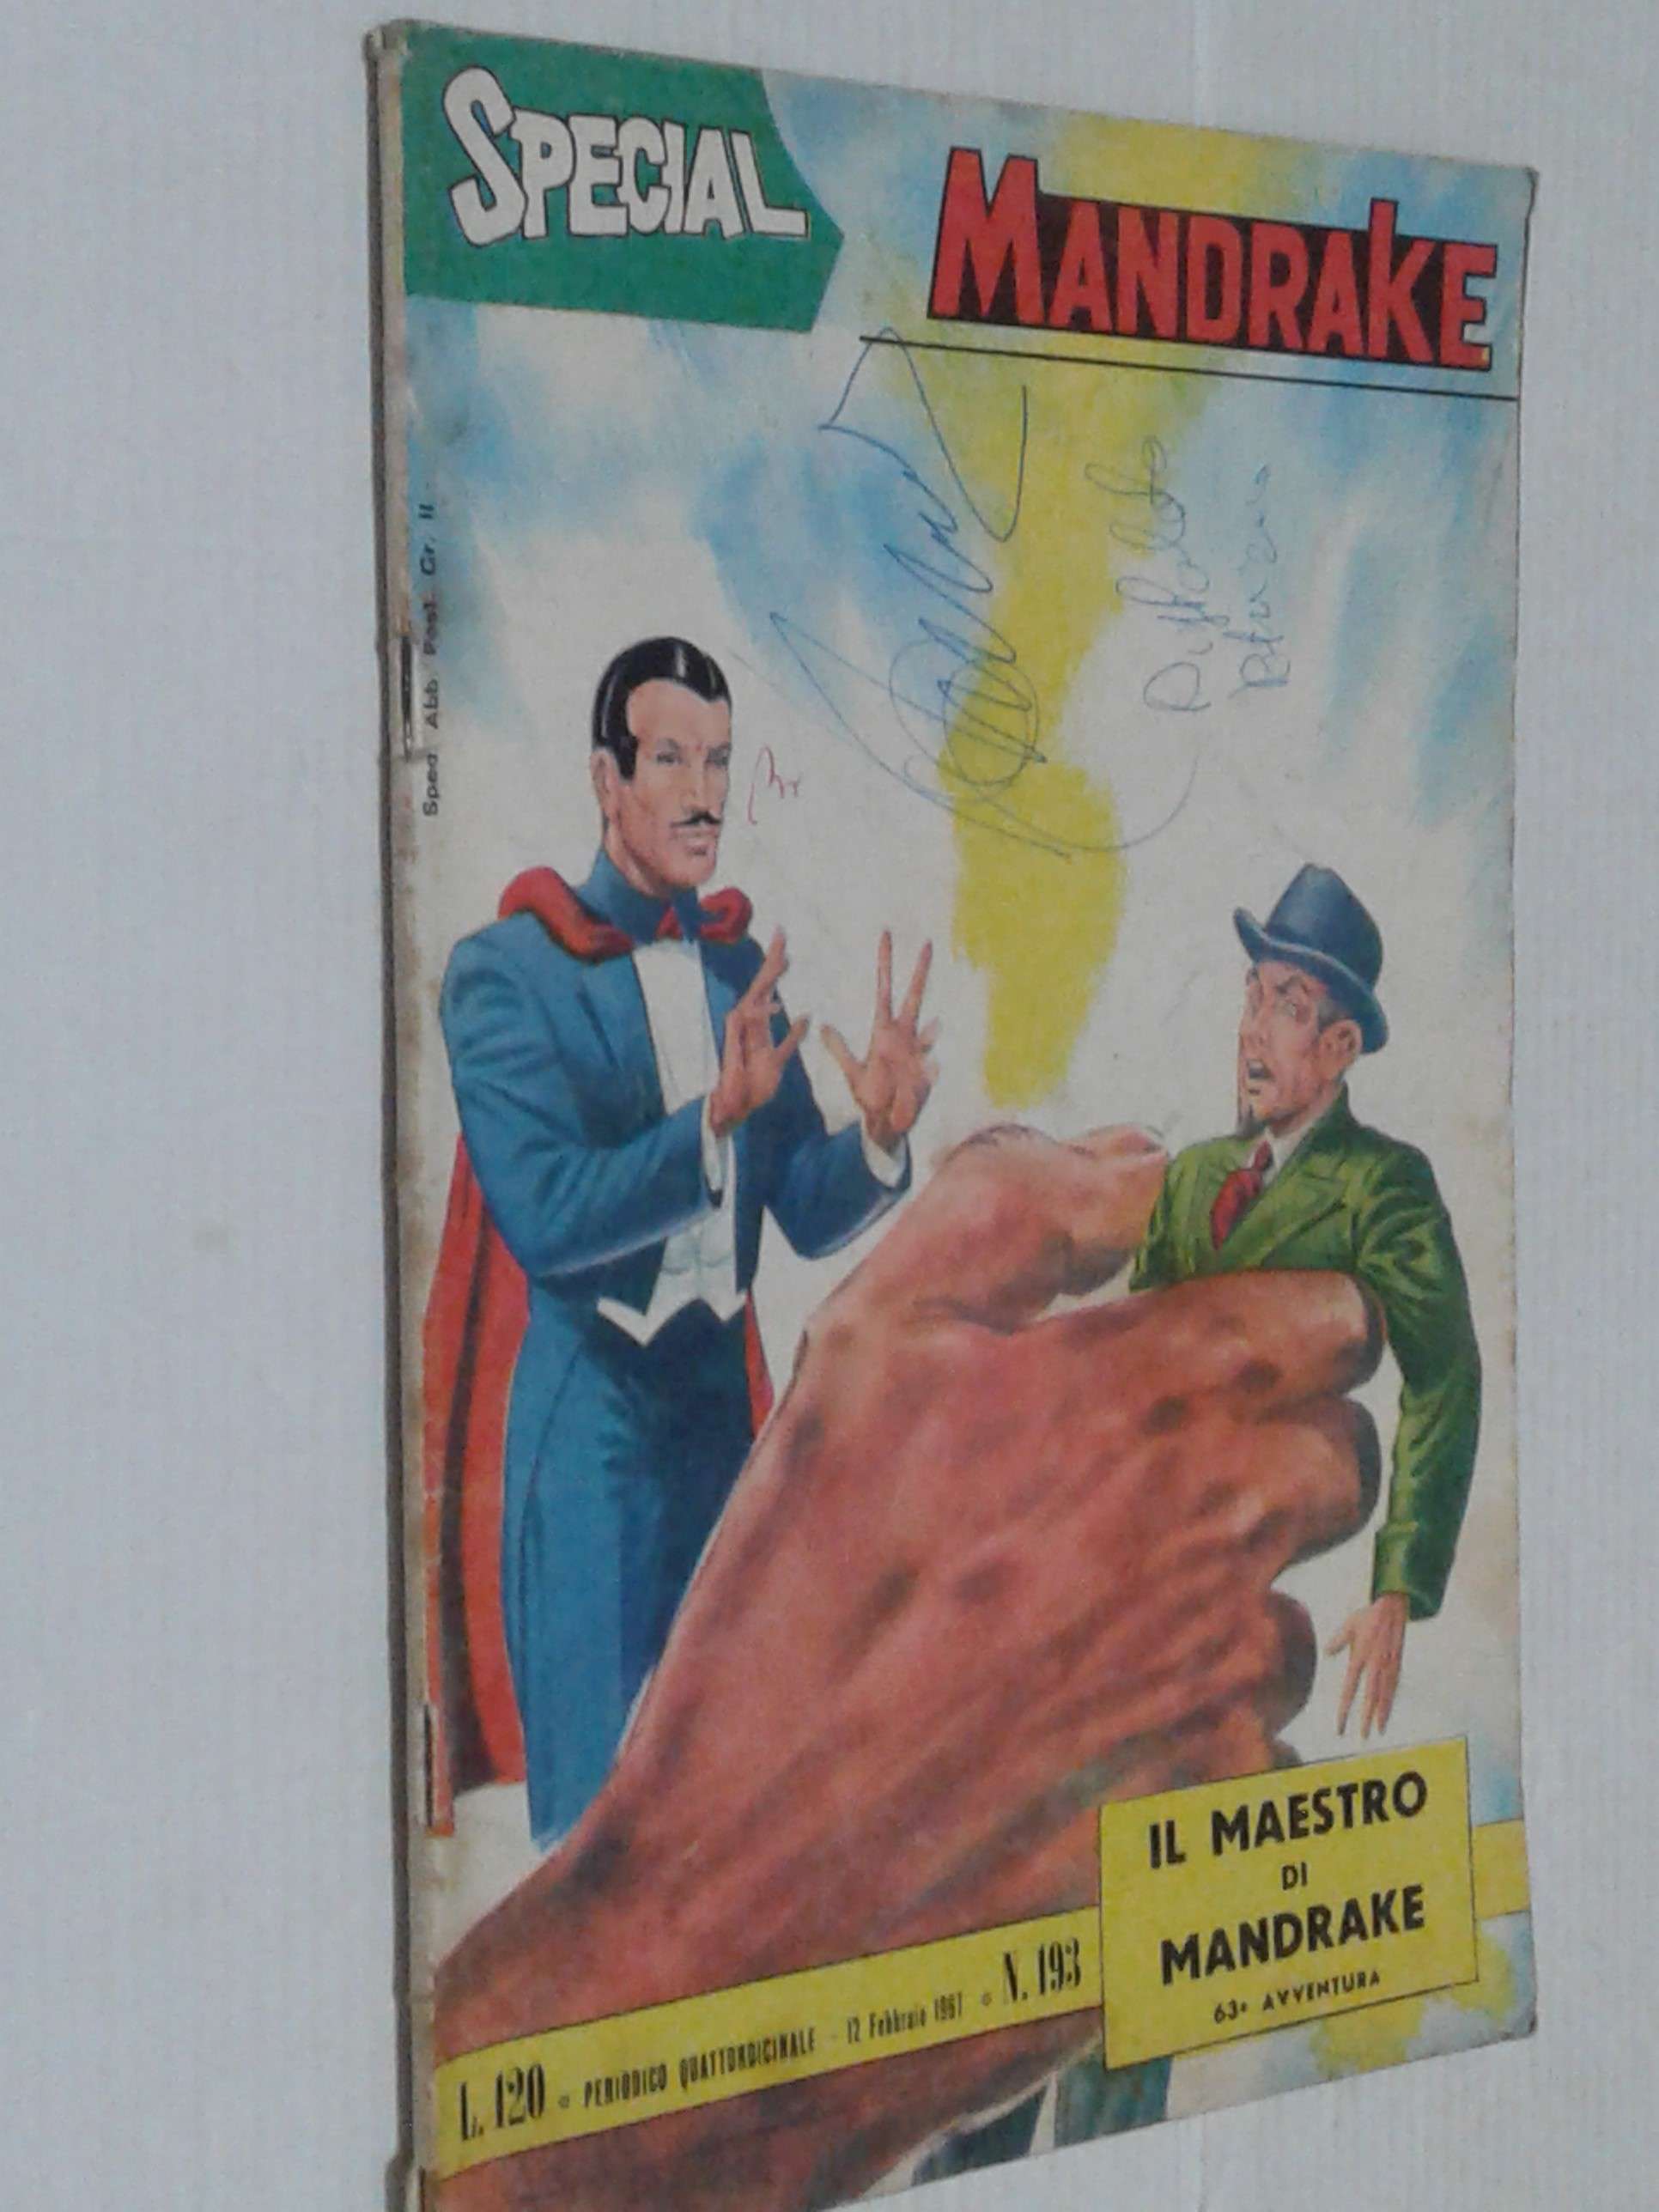 SPECIAL
MANDRAKE
Sped. Abb. Post. Gr. II
IL MAESTRO
DI
MANDRAKE
63ª AVVENTURA
L. 120 - PERIODICO QUATTORDICINALE - 12 Febbraio 1961 - N. 193